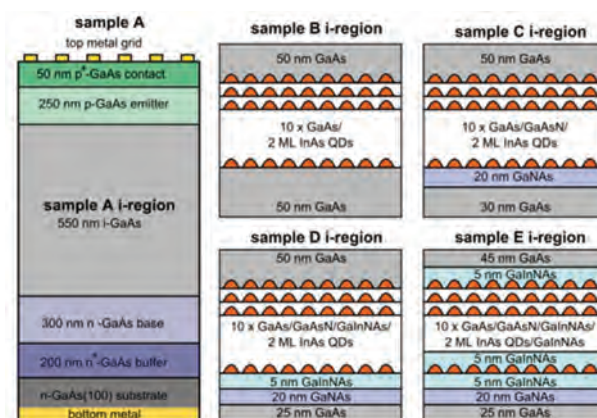 sample A
top metal grid
50 nm p⁺-GaAs contact
250 nm p-GaAs emitter
sample A i-region
550 nm i-GaAs
300 nm n -GaAs base
200 nm n⁺-GaAs buffer
n-GaAs(100) substrate
bottom metal
sample B i-region
50 nm GaAs
10 x GaAs/
2 ML InAs QDs
50 nm GaAs
sample C i-region
50 nm GaAs
10 x GaAs/GaAsN/
2 ML InAs QDs
20 nm GaNAs
30 nm GaAs
sample D i-region
50 nm GaAs
10 x GaAs/GaAsN/GaInNAs/
2 ML InAs QDs
5 nm GaInNAs
20 nm GaNAs
25 nm GaAs
sample E i-region
45 nm GaAs
5 nm GaInNAs
10 x GaAs/GaAsN/GaInNAs/
2 ML InAs QDs/GaInNAs
5 nm GaInNAs
5 nm GaInNAs
20 nm GaNAs
25 nm GaAs